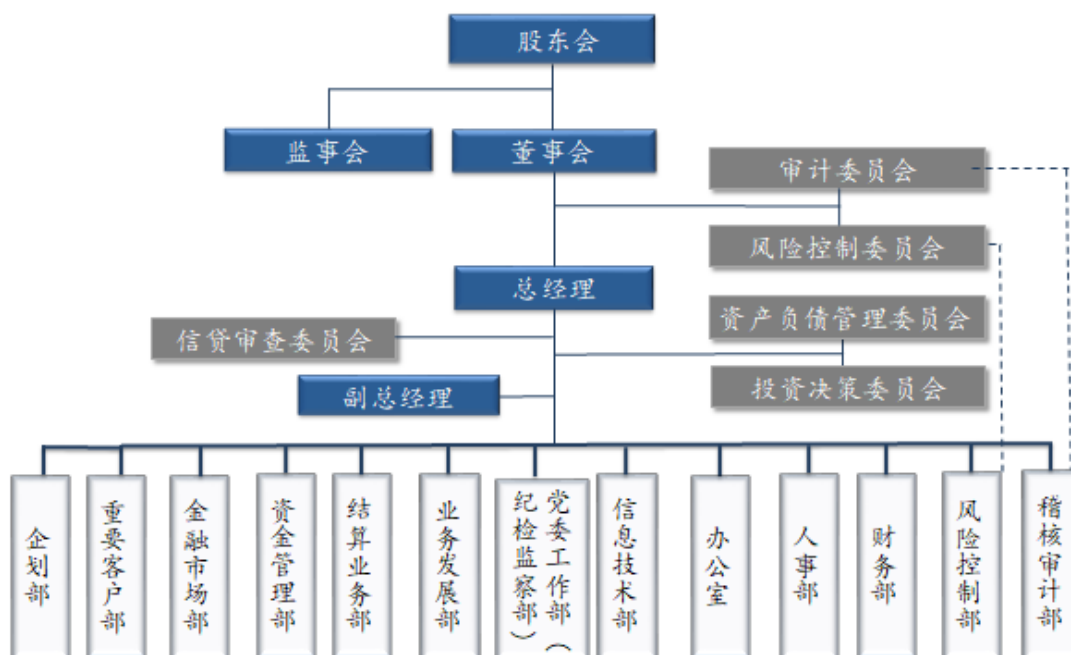 股东会
监事会
董事会
审计委员会
风险控制委员会
总经理
资产负债管理委员会
信贷审查委员会
投资决策委员会
副总经理
企划部
重要客户部
金融市场部
资金管理部
结算业务部
业务发展部
党委工作部（
纪检监察部）
信息技术部
办公室
人事部
财务部
风险控制部
稽核审计部